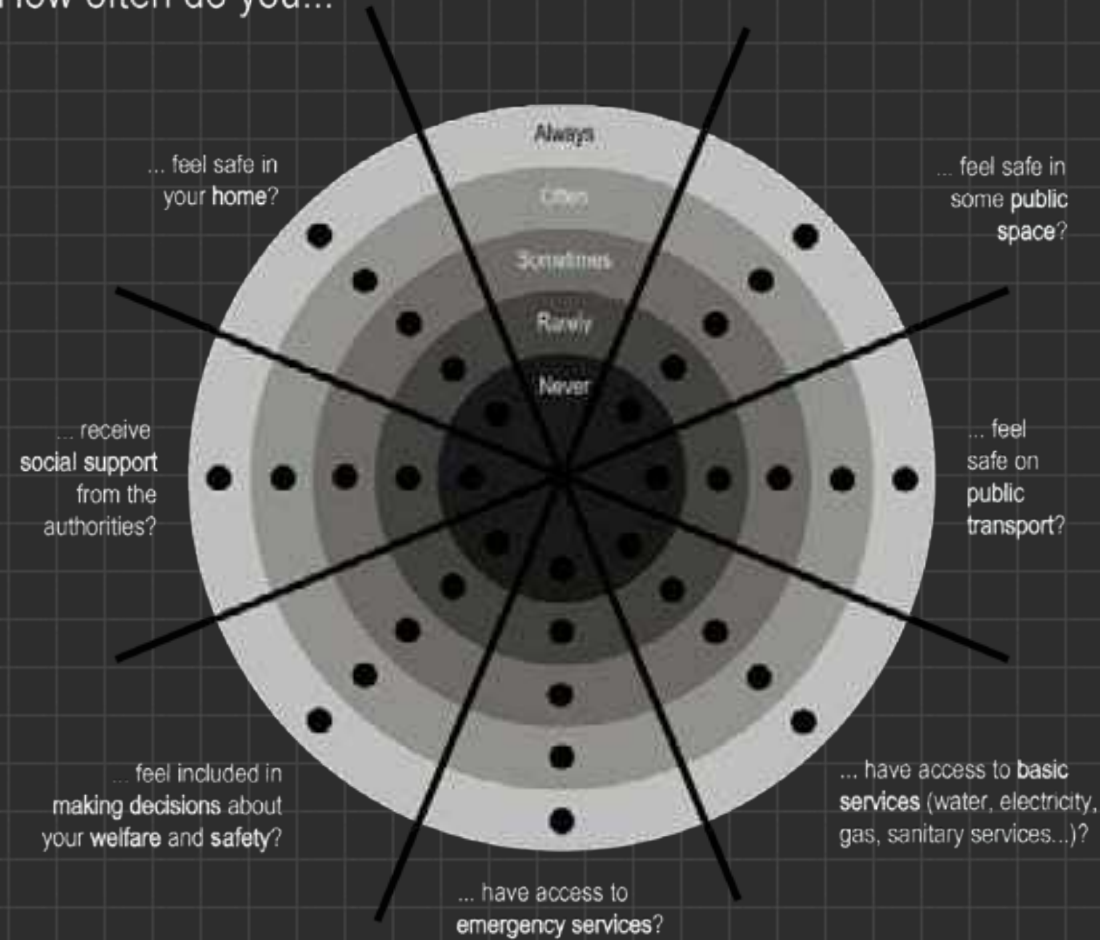 How often do you...
Always
Often
Sometimes
Rarely
Never
... feel safe in
your home?
... feel safe in
some public
space?
... receive
social support
from the
authorities?
... feel
safe on
public
transport?
... feel included in
making decisions about
your welfare and safety?
... have access to basic
services (water, electricity,
gas, sanitary services...)?
... have access to
emergency services?